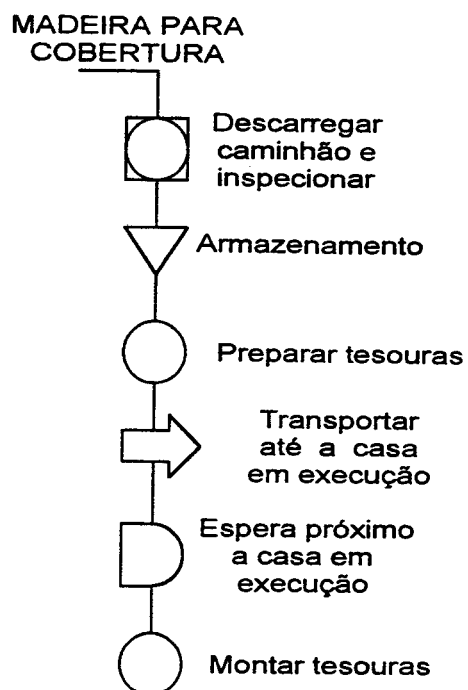 MADEIRA PARA
COBERTURA
Descarregar
caminhão e
inspecionar
Armazenamento
Preparar tesouras
Transportar
até a casa
em execução
Espera próximo
a casa em
execução
Montar tesouras